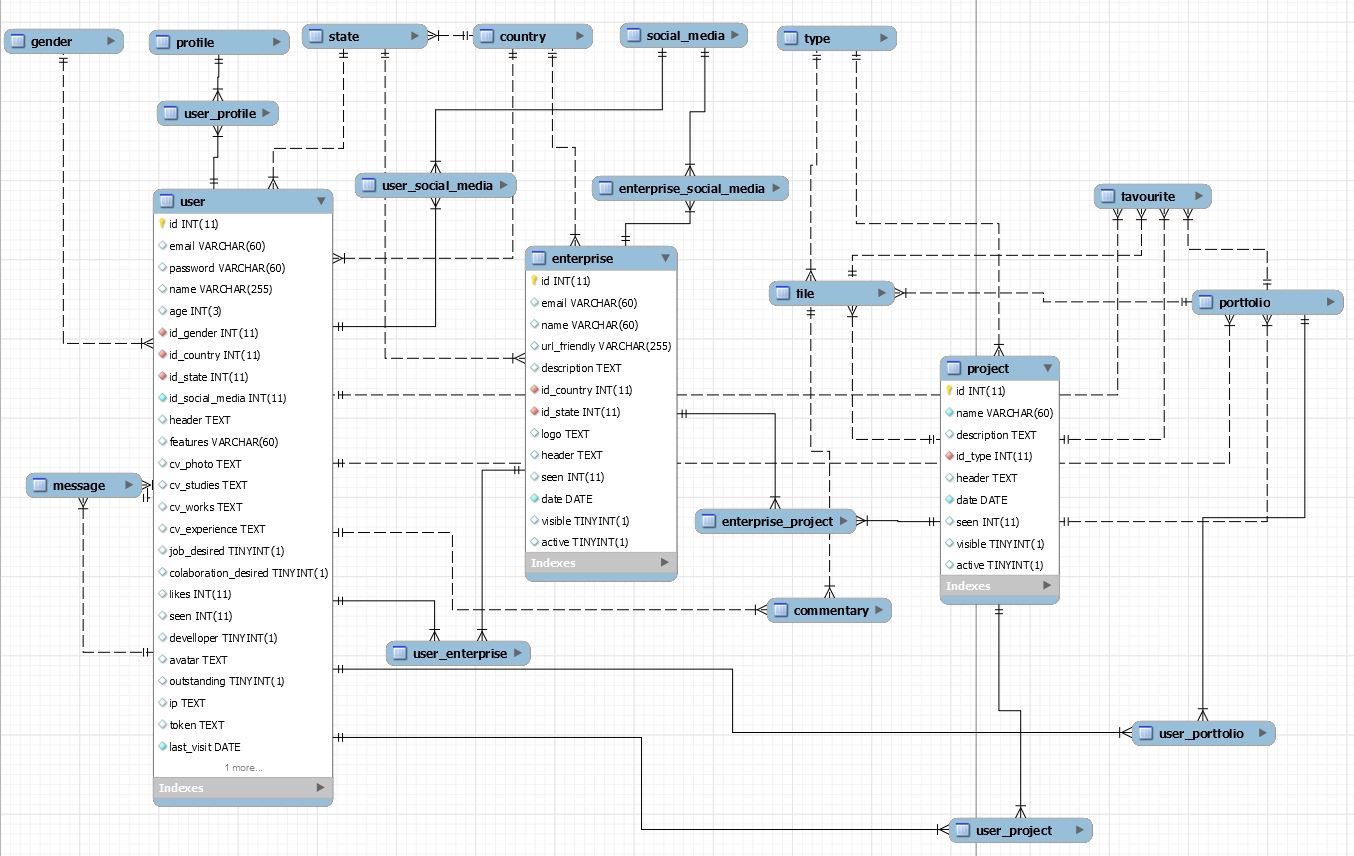 gender
profile
state
country
social_media
type
user_profile
user_social_media
enterprise_social_media
favourite
user
id INT(11)
email VARCHAR(60)
password VARCHAR(60)
name VARCHAR(255)
age INT(3)
id_gender INT(11)
id_country INT(11)
id_state INT(11)
id_social_media INT(11)
header TEXT
features VARCHAR(60)
cv_photo TEXT
cv_studies TEXT
cv_works TEXT
cv_experience TEXT
job_desired TINYINT(1)
colaboration_desired TINYINT(1)
likes INT(11)
seen INT(11)
develloper TINYINT(1)
avatar TEXT
outstanding TINYINT(1)
ip TEXT
token TEXT
last_visit DATE
1 more...
Indexes
enterprise
id INT(11)
email VARCHAR(60)
name VARCHAR(60)
url_friendly VARCHAR(255)
description TEXT
id_country INT(11)
id_state INT(11)
logo TEXT
header TEXT
seen INT(11)
date DATE
visible TINYINT(1)
active TINYINT(1)
Indexes
file
portfolio
project
id INT(11)
name VARCHAR(60)
description TEXT
id_type INT(11)
header TEXT
date DATE
seen INT(11)
visible TINYINT(1)
active TINYINT(1)
Indexes
message
enterprise_project
commentary
user_enterprise
user_portfolio
user_project